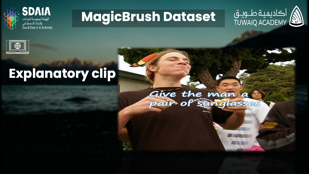 SDAIA
MagicBrush Dataset
أكاديمية طويق
TUWAIQ ACADEMY
Explanatory clip
Give the man a
pair of sunglasses